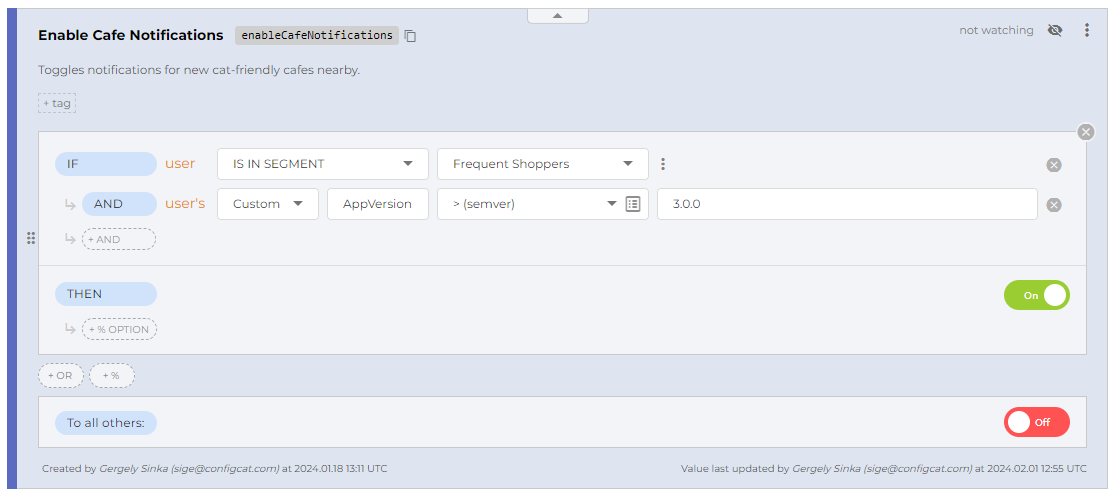 Enable Cafe Notifications enableCafeNotifications not watching
Toggles notifications for new cat-friendly cafes nearby.
+ tag
IF user IS IN SEGMENT Frequent Shoppers
AND user's Custom AppVersion > (semver) 3.0.0
+ AND
THEN On
+ % OPTION
+ OR + %
To all others: Off
Created by Gergely Sinka (sige@configcat.com) at 2024.01.18 13:11 UTC Value last updated by Gergely Sinka (sige@configcat.com) at 2024.02.01 12:55 UTC